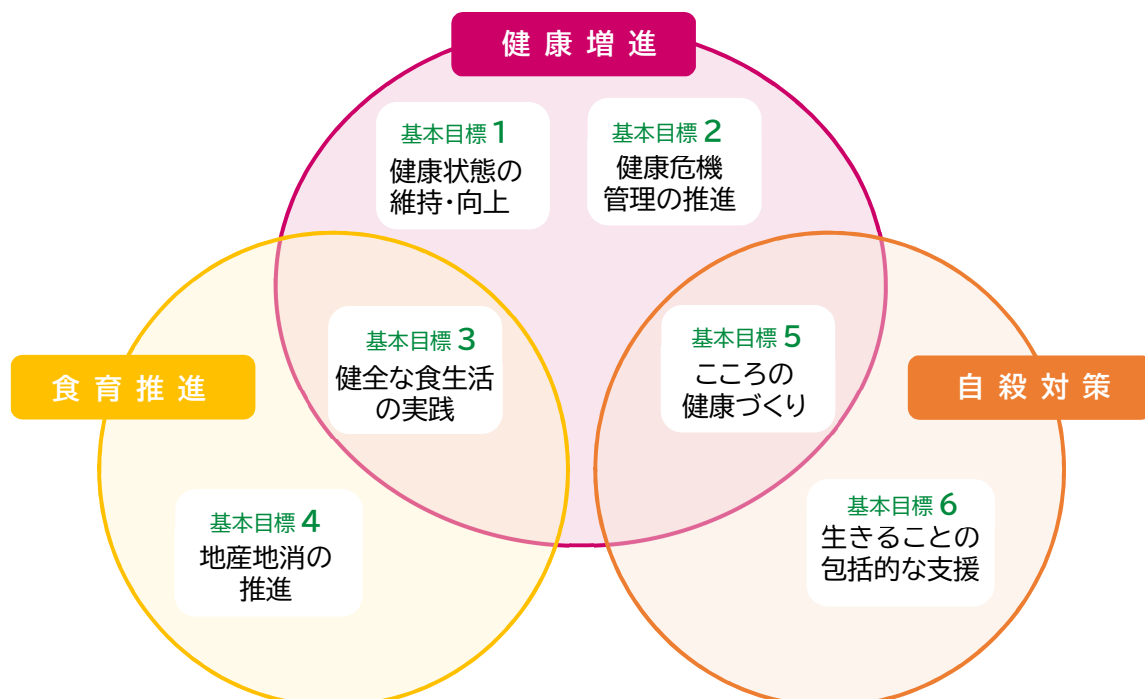 健康増進
基本目標1
健康状態の
維持・向上
基本目標2
健康危機
管理の推進
基本目標3
健全な食生活
の実践
基本目標5
こころの
健康づくり
食育推進
自殺対策
基本目標4
地産地消の
推進
基本目標6
生きることの
包括的な支援